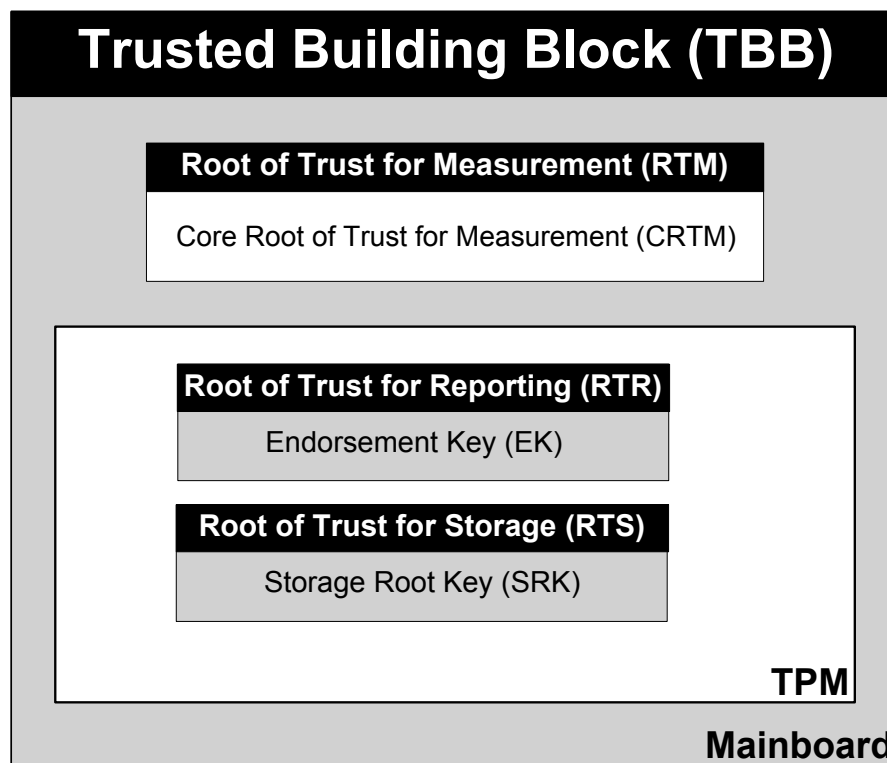 Trusted Building Block (TBB)
Root of Trust for Measurement (RTM)
Core Root of Trust for Measurement (CRTM)
Root of Trust for Reporting (RTR)
Endorsement Key (EK)
Root of Trust for Storage (RTS)
Storage Root Key (SRK)
TPM
Mainboard